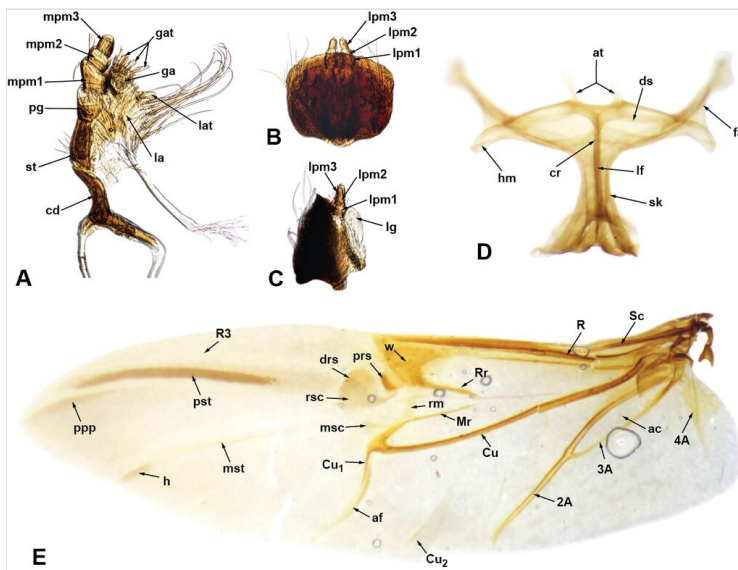 mpm3
mpm2
gat
mpm1
ga
pg
lat
st
la
cd
A
lpm3
lpm2
lpm1
B
lpm3
lpm2
lpm1
lg
C
at
ds
hm
cr
lf
sk
D
R3
drs
prs
w
R
Sc
rsc
pst
Rr
rm
ppp
msc
Mr
ac
mst
Cu
4A
h
Cu1
3A
af
2A
Cu2
E